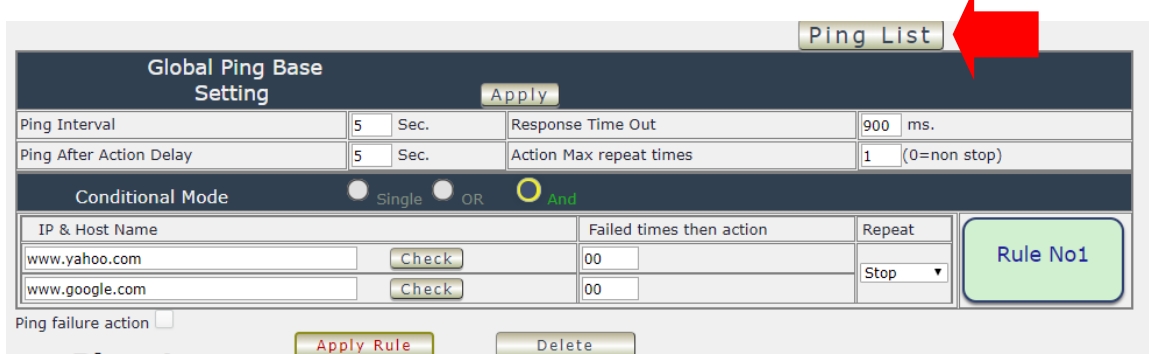 Ping List
Global Ping Base
Setting
Apply
Ping Interval 5 Sec. Response Time Out 900 ms.
Ping After Action Delay 5 Sec. Action Max repeat times 1 (0=non stop)
Conditional Mode Single OR And
IP & Host Name Failed times then action Repeat
www.yahoo.com Check 00
Stop
Rule No1
www.google.com Check 00
Ping failure action
Apply Rule Delete